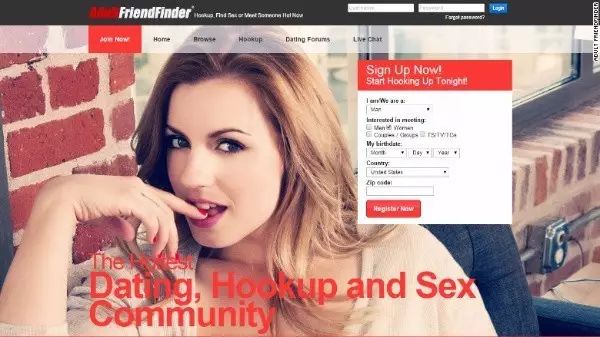 AdultFriendFinder® Hookup, Find Sex or Meet Someone Hot Now
Login
Forgot password?
Join Now!
Home
Browse
Hookup
Dating Forums
Live Chat
Sign Up Now!
Start Hooking Up Tonight!
I am/We are a:
Man
Interested in meeting:
Men Women
Couples / Groups TS/TV/TGs
My birthdate:
Month Day Year
Country:
United States
Zip code:
Register Now
The Hottest
Dating, Hookup and Sex
Community
ADULT FRIENDFINDER